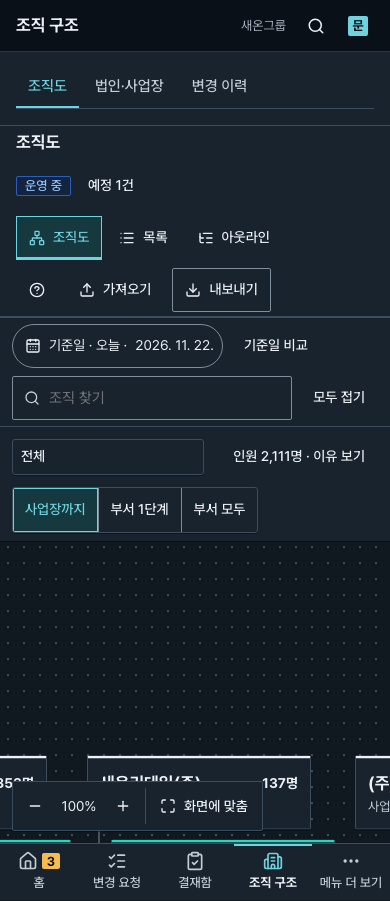 조직 구조
새온그룹
문
조직도
법인·사업장
변경 이력
조직도
운영 중
예정 1건
조직도
목록
아웃라인
가져오기
내보내기
기준일 · 오늘 · 2026. 11. 22.
기준일 비교
조직 찾기
모두 접기
전체
인원 2,111명 · 이유 보기
사업장까지
부서 1단계
부서 모두
137명
(주
사업
100%
화면에 맞춤
3
홈
변경 요청
결재함
조직 구조
메뉴 더 보기